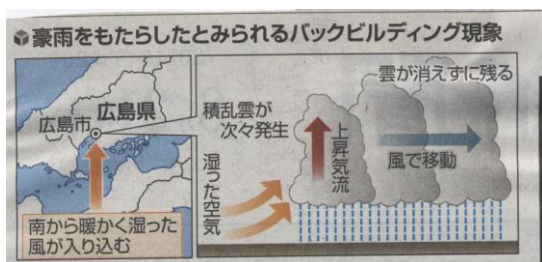 豪雨をもたらしたとみられるバックビルディング現象
広島県
広島市
南から暖かく湿った
風が入り込む
積乱雲が
次々発生
湿った空気
上昇気流
雲が消えずに残る
風で移動